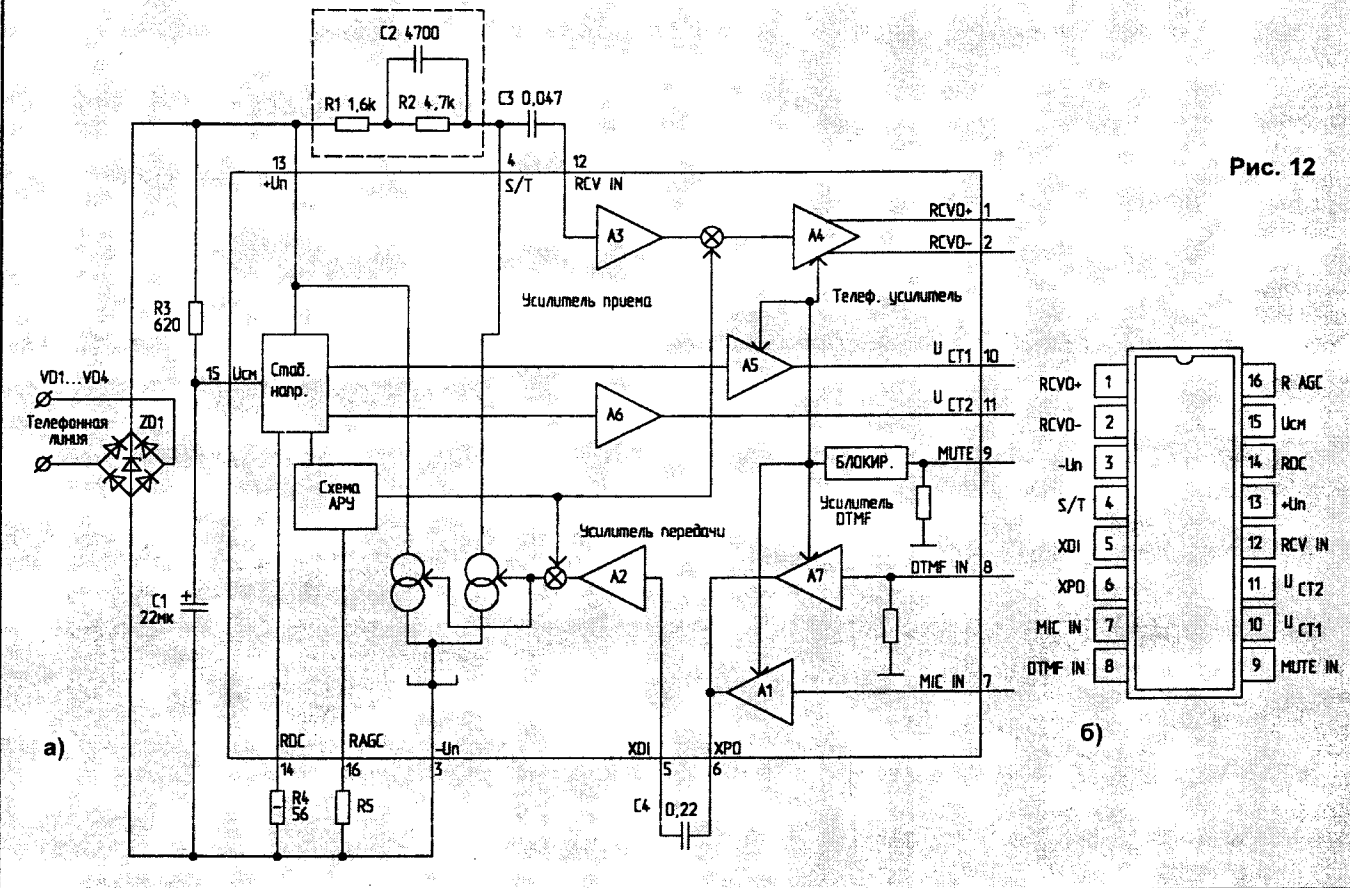 C2 4700
R1 1,6k
R2 4,7k
C3 0,047
13
+Uп
4
S/T
12
RCV IN
Рис. 12
RCVO+ 1
RCVO- 2
A3
A4
Усилитель приема
Телеф. усилитель
R3
620
15 Uсм
Стаб.
напр.
A5
U CT1 10
A6
U CT2 11
VD1...VD4
Телефонная
линия
ZD1
Схема
АРУ
БЛОКИР.
MUTE 9
Усилитель
DTMF
Усилитель передачи
A2
A7
DTMF IN 8
C1 +
22мк
A1
MIC IN 7
а)
RDC
14
RAGC
16
-Uп
3
XDI
5
XPO
6
R4
56
R5
C4 0,22
RCVO+ 1
RCVO- 2
-Uп 3
S/T 4
XDI 5
XPO 6
MIC IN 7
DTMF IN 8
16 R AGC
15 Uсм
14 RDC
13 +Uп
12 RCV IN
11 U CT2
10 U CT1
9 MUTE IN
б)